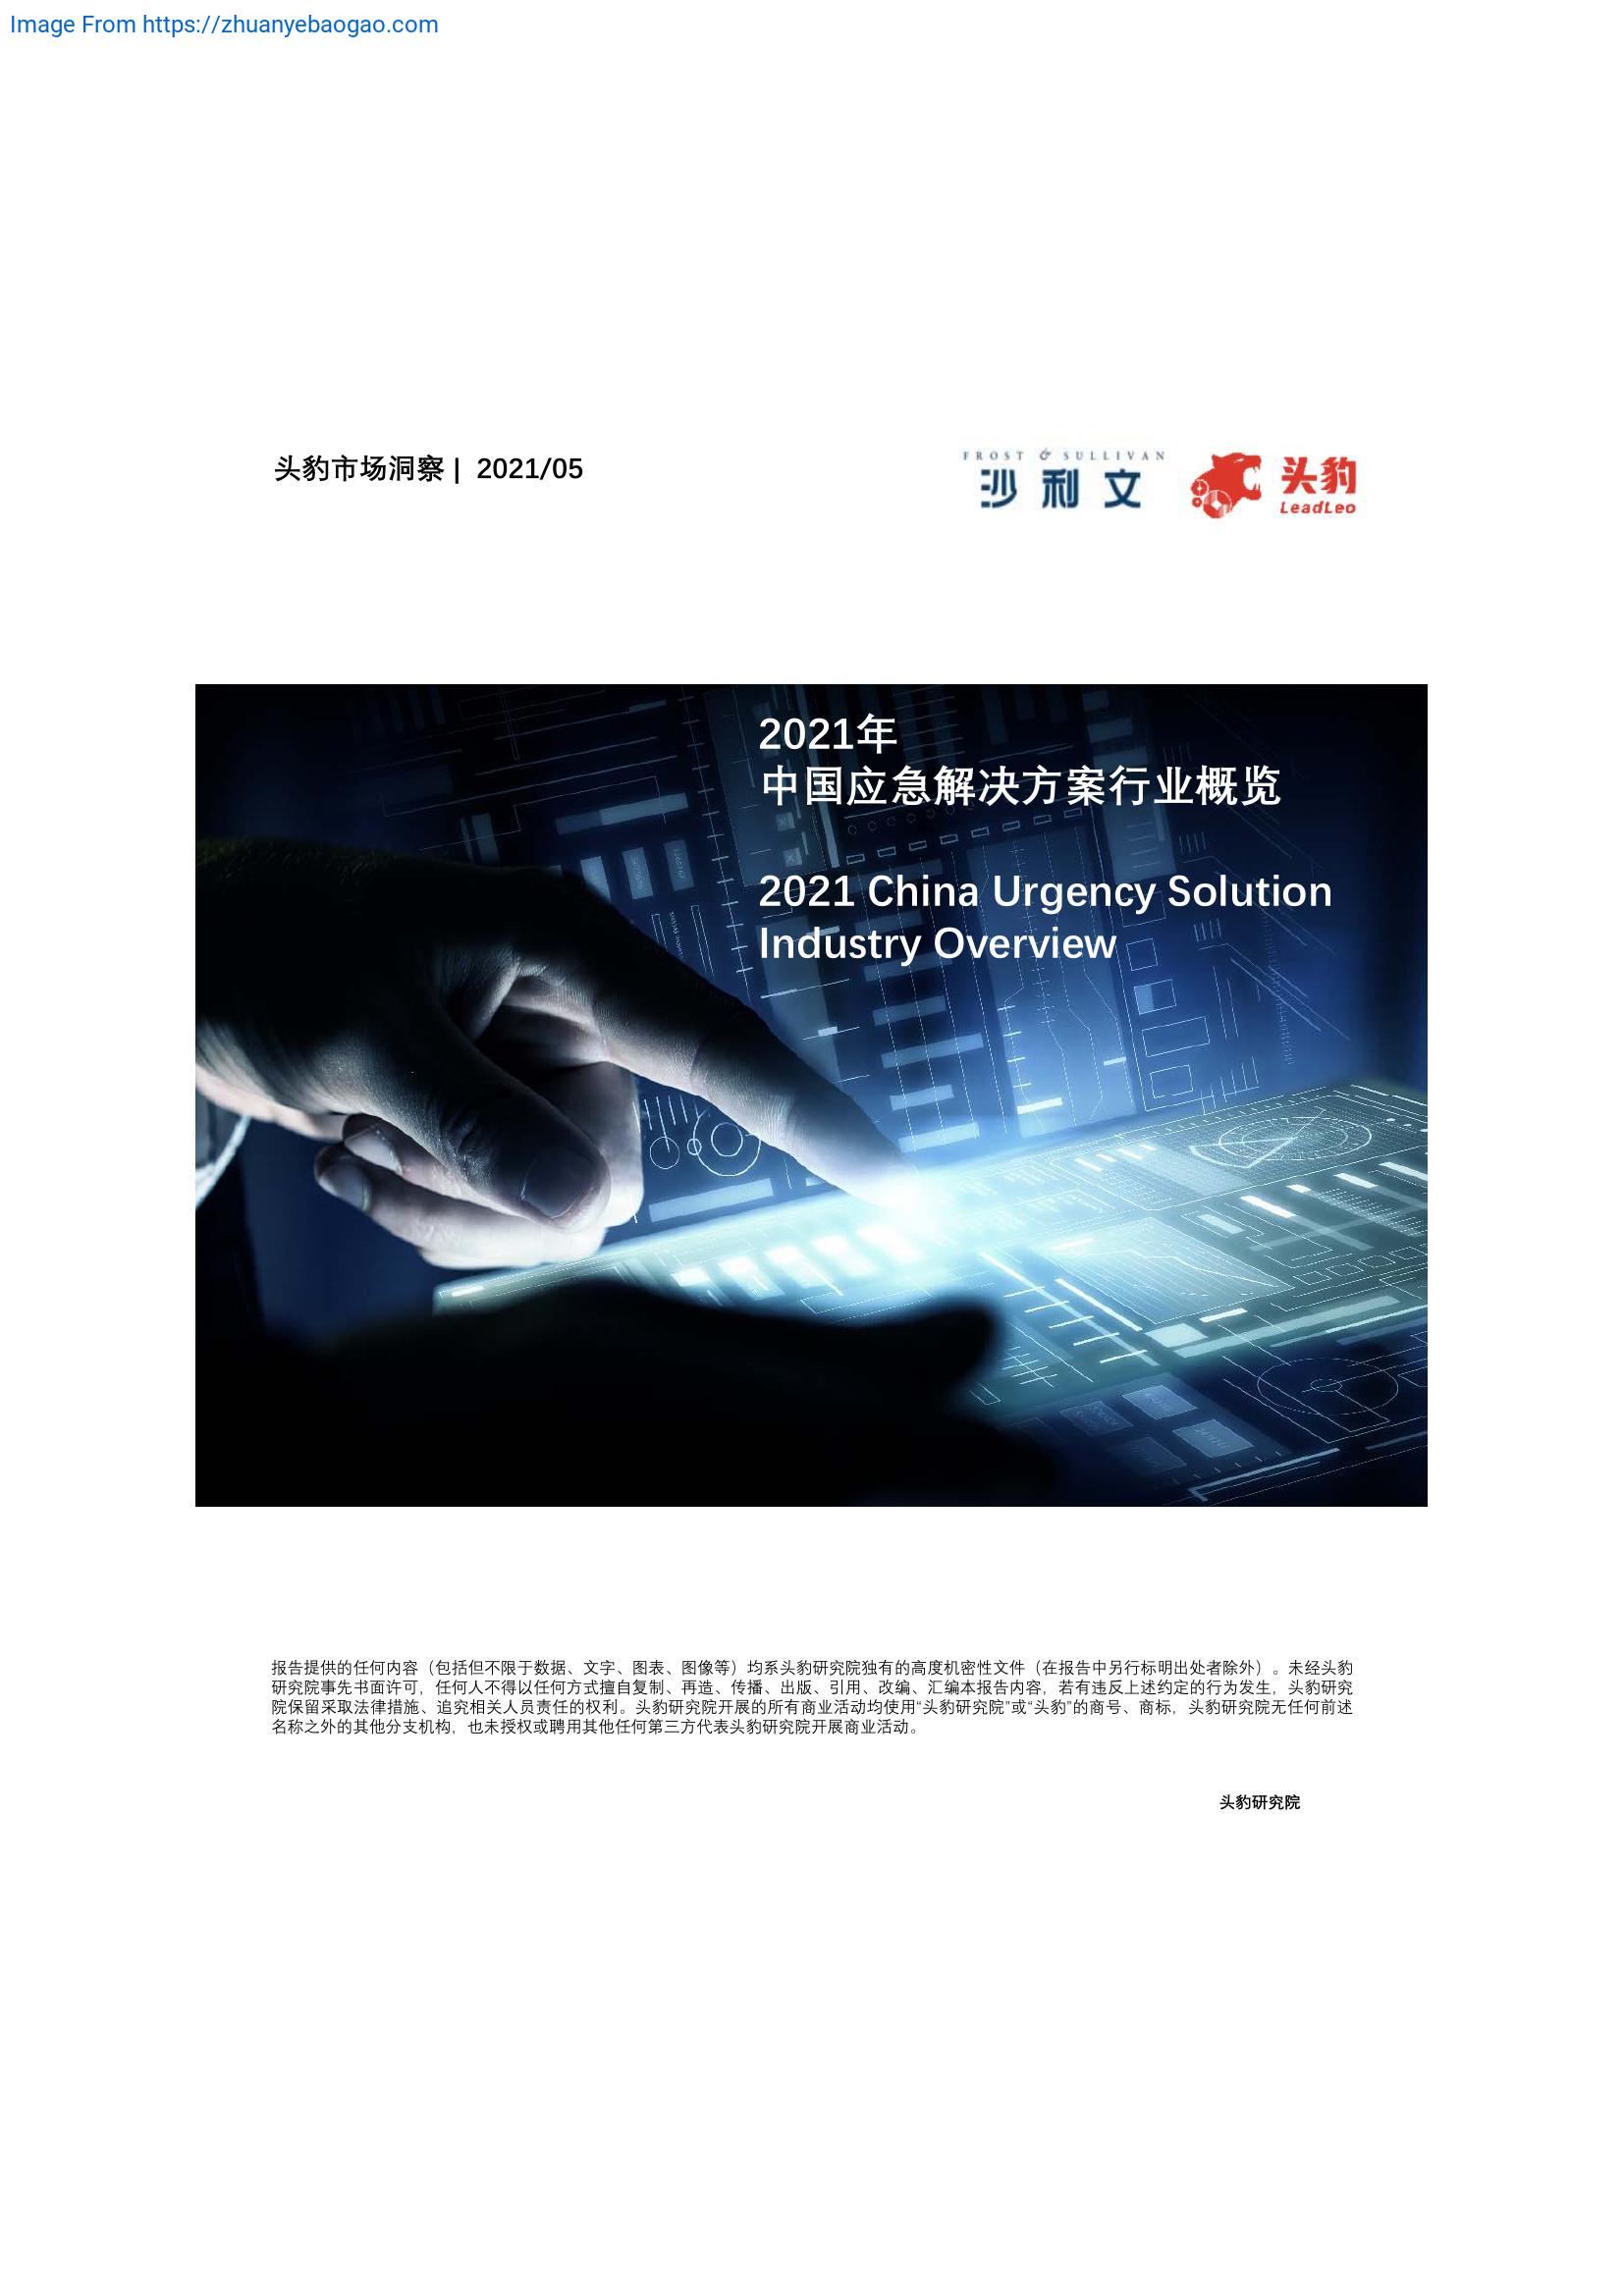 Image From https://zhuanyebaogao.com
头豹市场洞察 | 2021/05
FROST & SULLIVAN
沙利文
头豹
LeadLeo
2021年
中国应急解决方案行业概览
2021 China Urgency Solution
Industry Overview
报告提供的任何内容（包括但不限于数据、文字、图表、图像等）均系头豹研究院独有的高度机密性文件（在报告中另行标明出处者除外）。未经头豹
研究院事先书面许可，任何人不得以任何方式擅自复制、再造、传播、出版、引用、改编、汇编本报告内容，若有违反上述约定的行为发生，头豹研究
院保留采取法律措施、追究相关人员责任的权利。头豹研究院开展的所有商业活动均使用“头豹研究院”或“头豹”的商号、商标，头豹研究院无任何前述
名称之外的其他分支机构，也未授权或聘用其他任何第三方代表头豹研究院开展商业活动。
头豹研究院